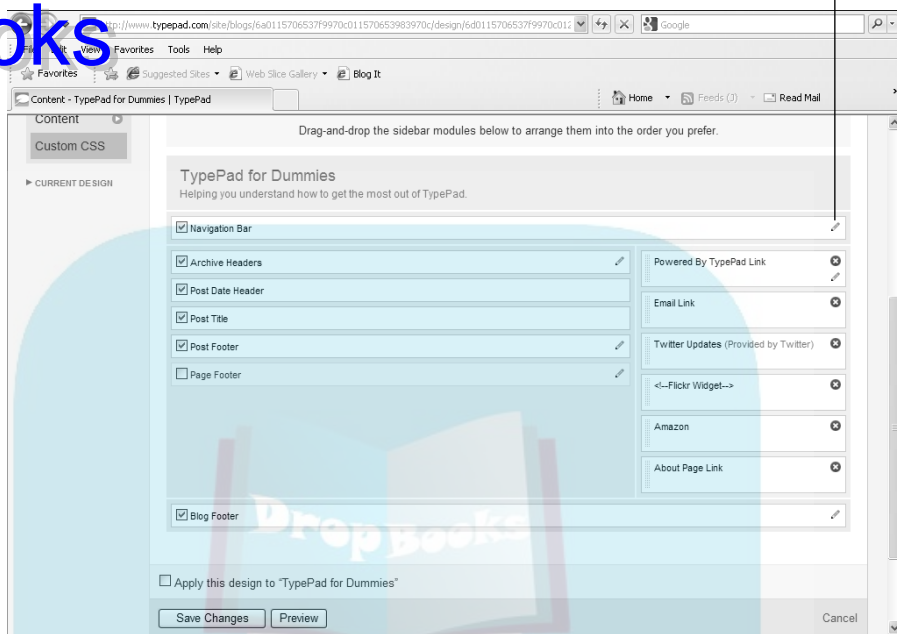 oks
http://www.typepad.com/site/blogs/6a0115706537f9970c011570653983970c/design/6d0115706537f9970c012
Google
File Edit View Favorites Tools Help
Favorites Suggested Sites Web Slice Gallery Blog It
Content - TypePad for Dummies | TypePad
Home Feeds (J) Read Mail
Content
Custom CSS
CURRENT DESIGN
Drag-and-drop the sidebar modules below to arrange them into the order you prefer.
TypePad for Dummies
Helping you understand how to get the most out of TypePad.
Navigation Bar
Archive Headers
Post Date Header
Post Title
Post Footer
Page Footer
Powered By TypePad Link
Email Link
Twitter Updates (Provided by Twitter)
<!--Flickr Widget-->
Amazon
About Page Link
Blog Footer
DropBooks
Apply this design to "TypePad for Dummies"
Save Changes Preview Cancel